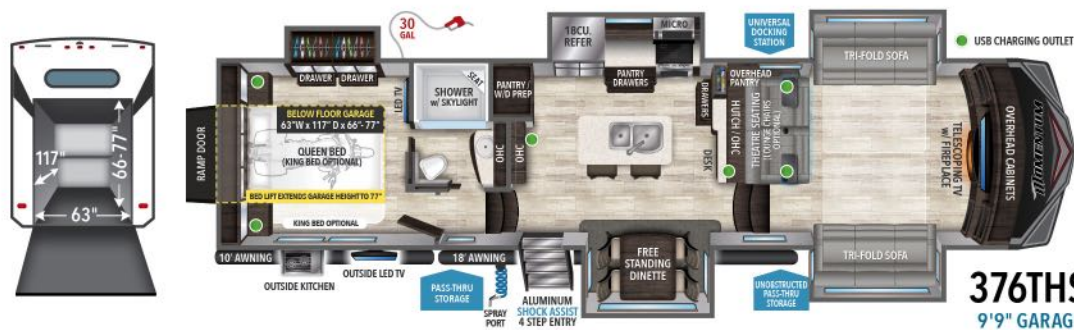 117"
66-77"
63"
30
GAL
DRAWER
DRAWER
LED TV
SHOWER
w/ SKYLIGHT
SEAT
PANTRY /
W/D PREP
18CU.
REFER
MICRO
PANTRY
DRAWERS
UNIVERSAL
DOCKING
STATION
OVERHEAD
PANTRY
DRAWERS
HUTCH / OHC
DESK
THEATRE SEATING
(LOUNGE CHAIRS
OPTIONAL)
TRI-FOLD SOFA
USB CHARGING OUTLET
RAMP DOOR
BELOW FLOOR GARAGE
63"W x 117" D x 66"- 77"
QUEEN BED
(KING BED OPTIONAL)
BED LIFT EXTENDS GARAGE HEIGHT TO 77"
KING BED OPTIONAL
OHC
OHC
TELESCOPING TV
w/ FIREPLACE
OVERHEAD CABINETS
MOMENTUM
10' AWNING
OUTSIDE KITCHEN
OUTSIDE LED TV
18' AWNING
PASS-THRU
STORAGE
SPRAY
PORT
ALUMINUM
SHOCK ASSIST
4 STEP ENTRY
FREE
STANDING
DINETTE
UNOBSTRUCTED
PASS-THRU
STORAGE
TRI-FOLD SOFA
376THS
9'9" GARAG